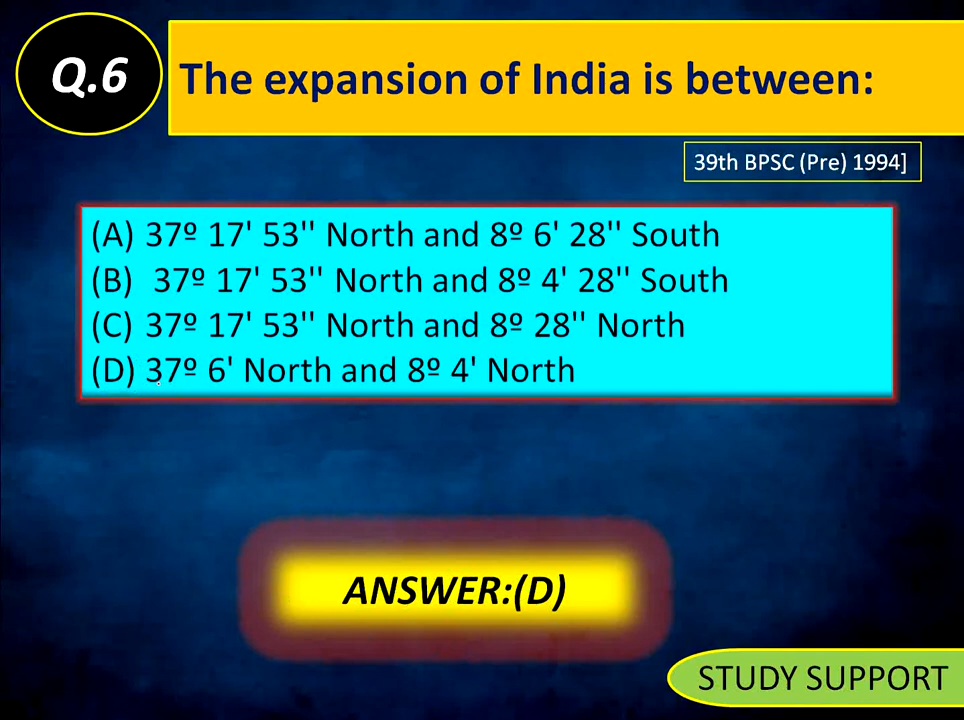 Q.6
The expansion of India is between:
39th BPSC (Pre) 1994]
(A) 37º 17' 53'' North and 8º 6' 28'' South
(B) 37º 17' 53'' North and 8º 4' 28'' South
(C) 37º 17' 53'' North and 8º 28'' North
(D) 37º 6' North and 8º 4' North
ANSWER:(D)
STUDY SUPPORT